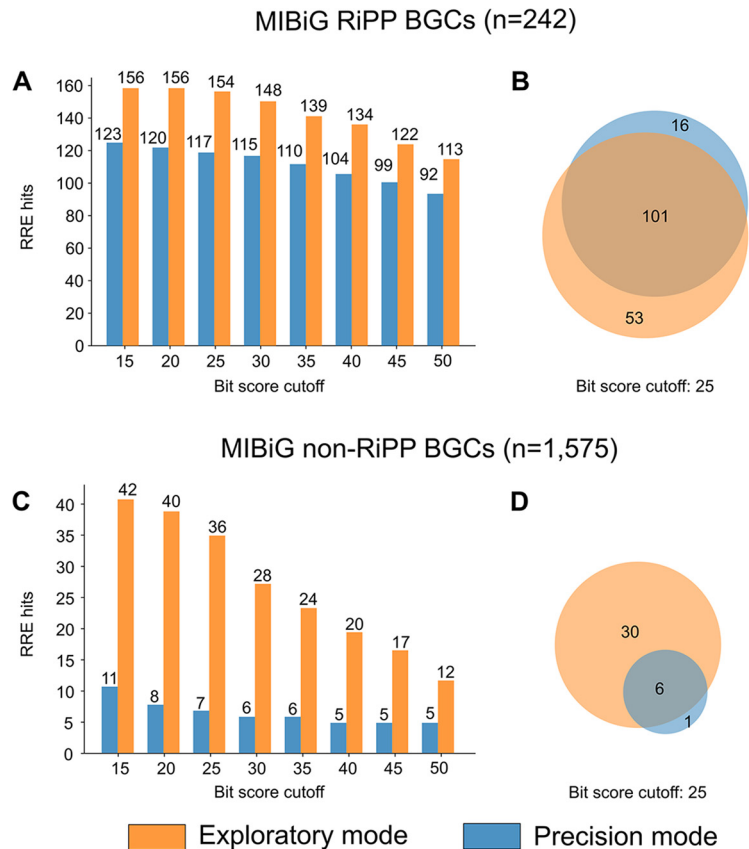 MIBiG RiPP BGCs (n=242)
A
B
RRE hits
160
140
120
100
80
60
40
20
0
123 156 120 156 117 154 115 148 110 139 104 134 99 122 92 113
15 20 25 30 35 40 45 50
Bit score cutoff
16
101
53
Bit score cutoff: 25
MIBiG non-RiPP BGCs (n=1,575)
C
D
RRE hits
40
35
30
25
20
15
10
5
0
11 42 8 40 7 36 6 28 6 24 5 20 5 17 5 12
15 20 25 30 35 40 45 50
Bit score cutoff
30
6
1
Bit score cutoff: 25
Exploratory mode Precision mode